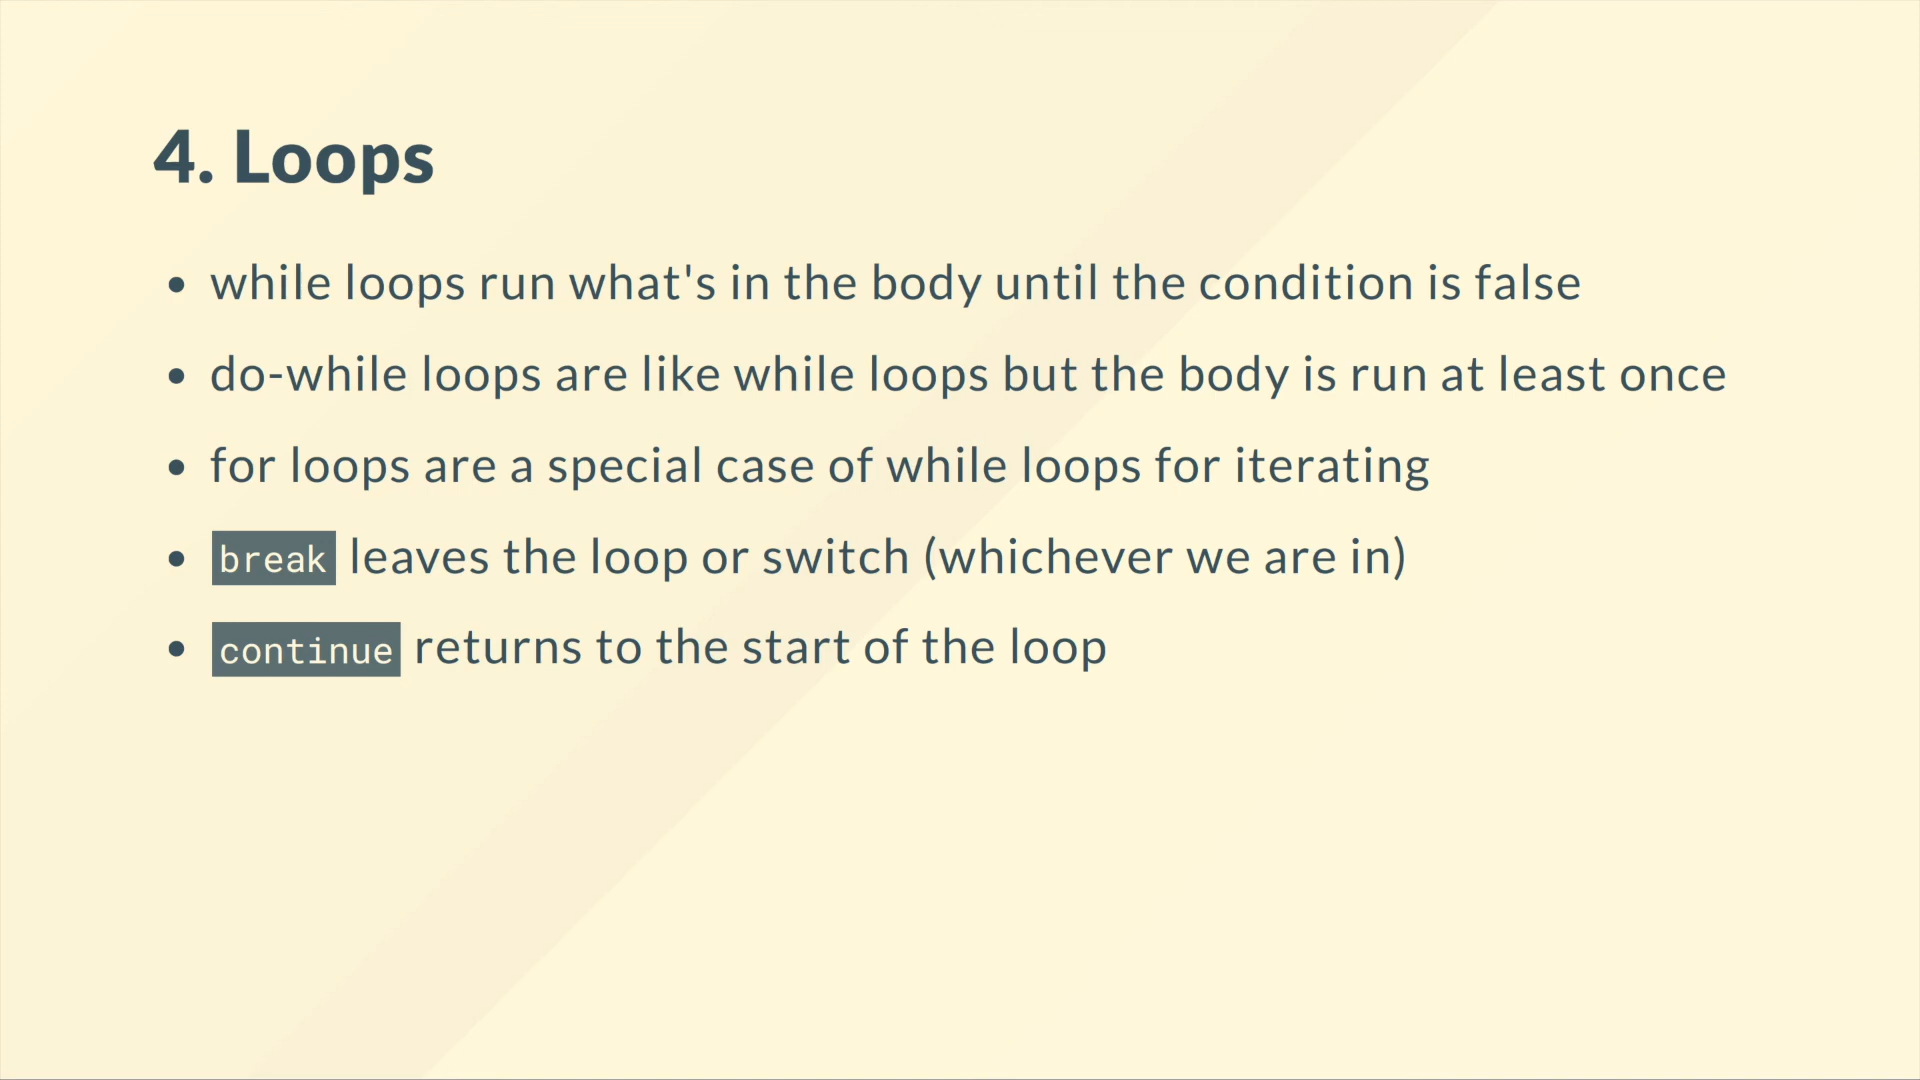 4. Loops
while loops run what's in the body until the condition is false
do-while loops are like while loops but the body is run at least once
for loops are a special case of while loops for iterating
break leaves the loop or switch (whichever we are in)
continue returns to the start of the loop